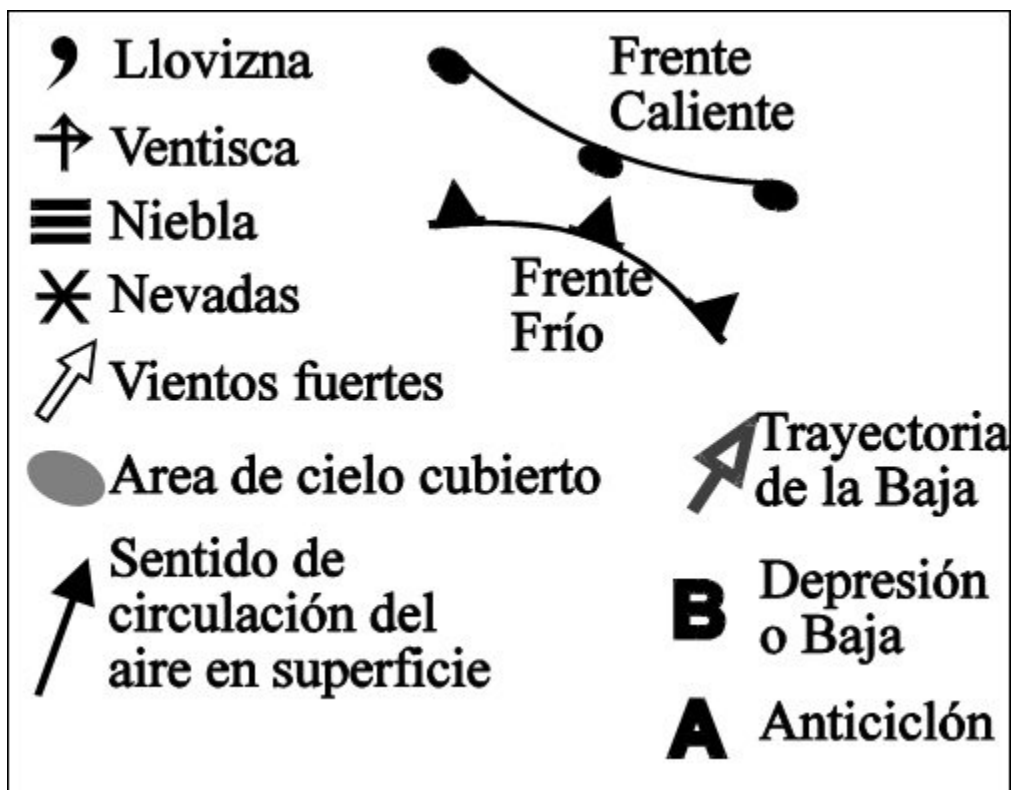 Llovizna
Ventisca
Niebla
Nevadas
Vientos fuertes
Area de cielo cubierto
Sentido de
circulación del
aire en superficie
Frente
Caliente
Frente
Frío
Trayectoria
de la Baja
B
Depresión
o Baja
A
Anticiclón